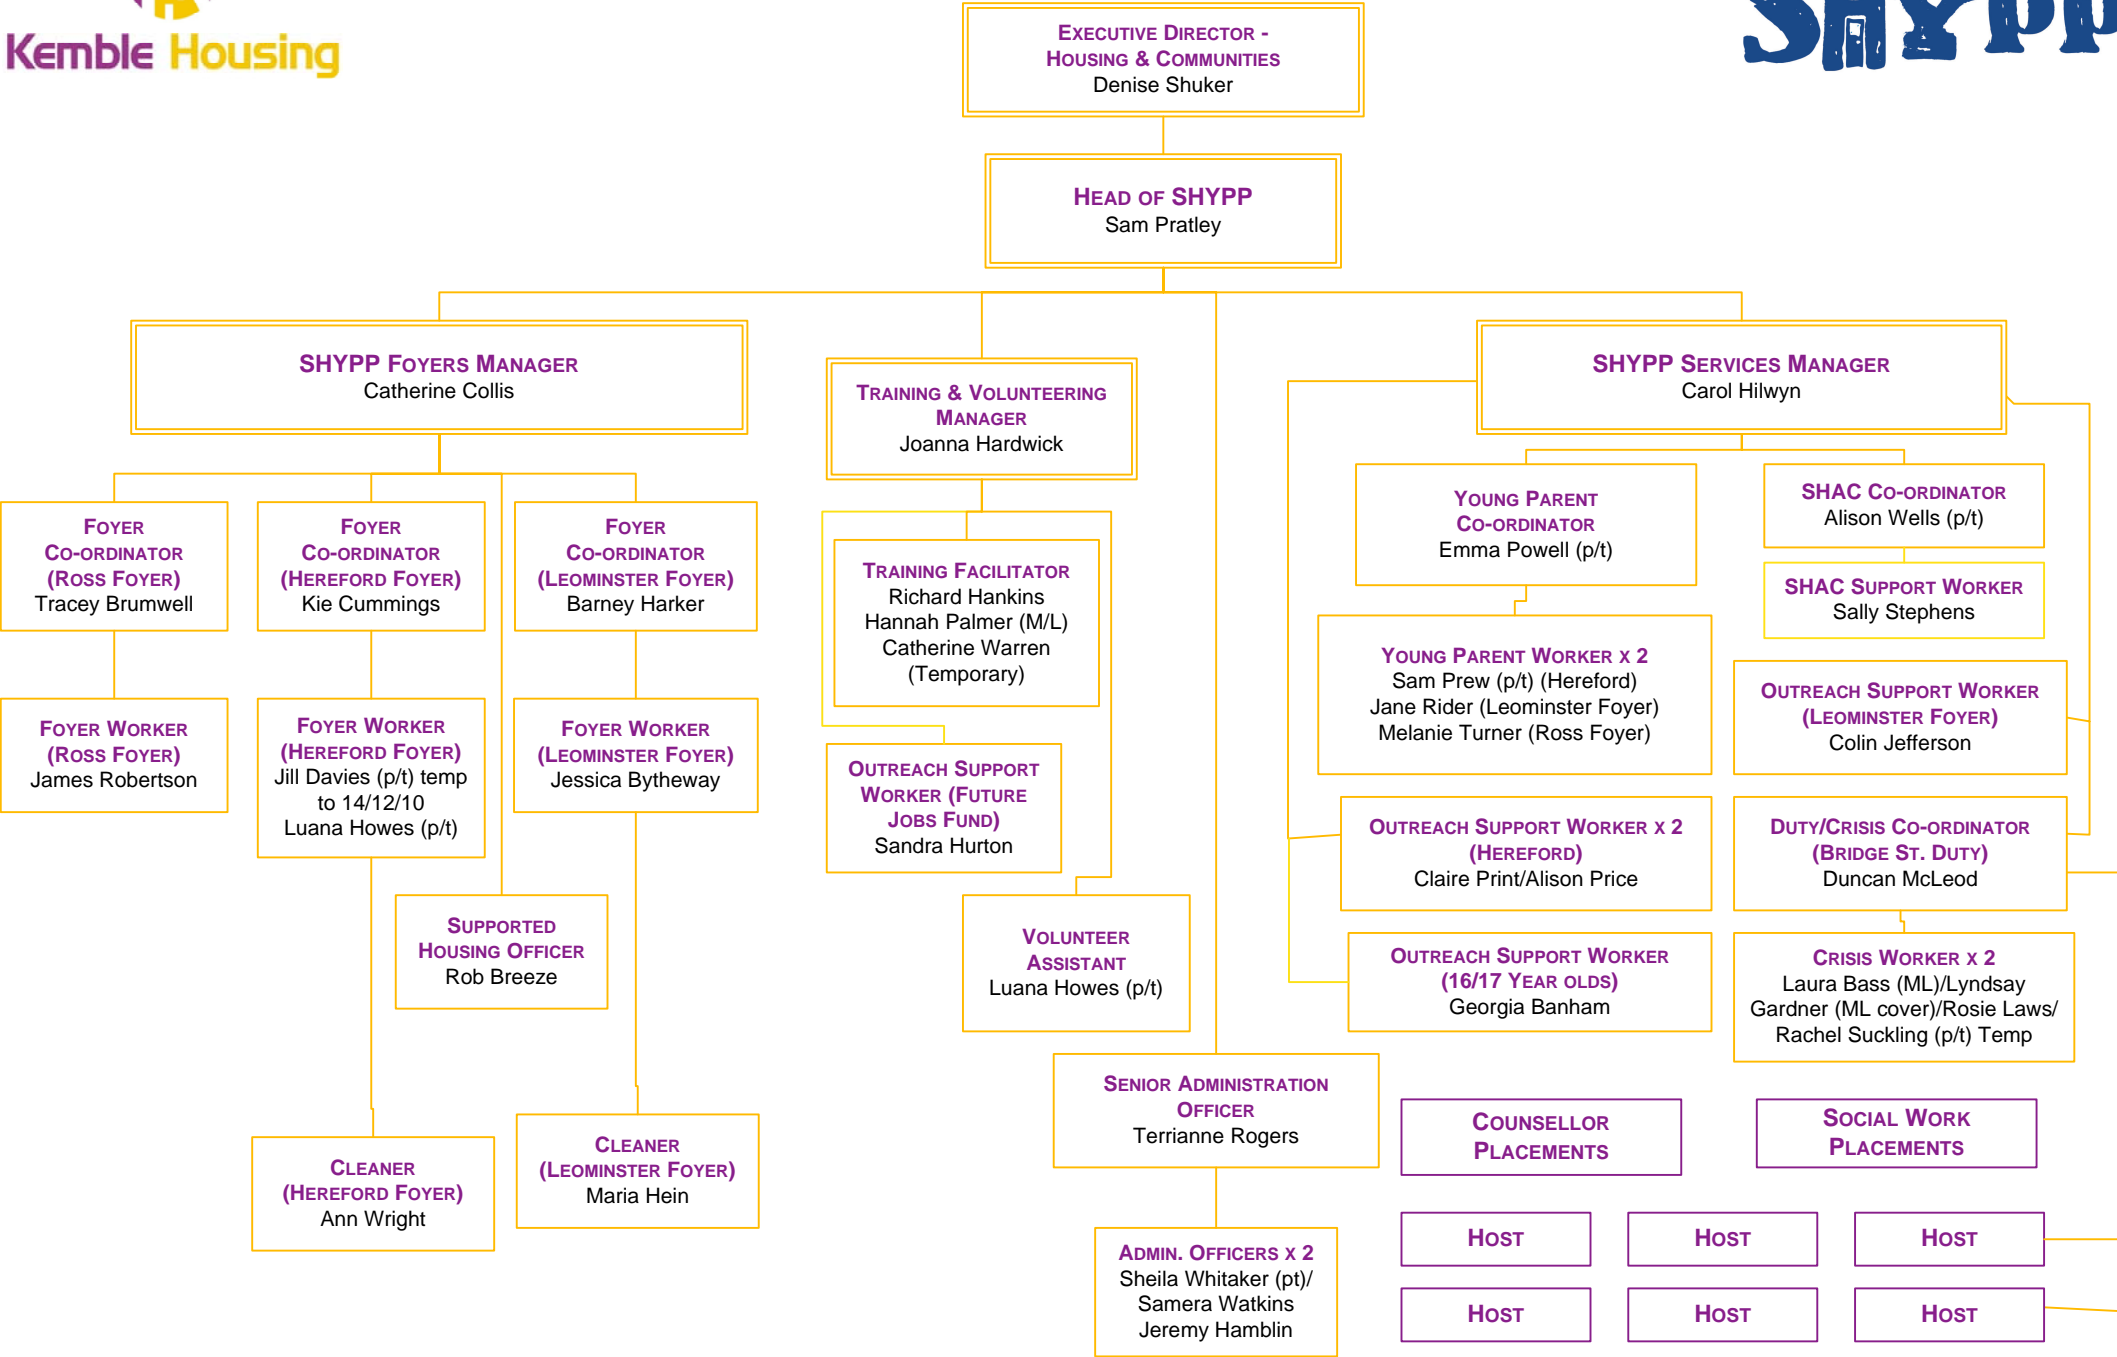 Kemble Housing
SHYPP
EXECUTIVE DIRECTOR -
HOUSING & COMMUNITIES
Denise Shuker
HEAD OF SHYPP
Sam Pratley
SHYPP FOYERS MANAGER
Catherine Collis
TRAINING & VOLUNTEERING
MANAGER
Joanna Hardwick
SHYPP SERVICES MANAGER
Carol Hilwyn
FOYER
CO-ORDINATOR
(ROSS FOYER)
Tracey Brumwell
FOYER
CO-ORDINATOR
(HEREFORD FOYER)
Kie Cummings
FOYER
CO-ORDINATOR
(LEOMINSTER FOYER)
Barney Harker
FOYER WORKER
(ROSS FOYER)
James Robertson
FOYER WORKER
(HEREFORD FOYER)
Jill Davies (p/t) temp
to 14/12/10
Luana Howes (p/t)
FOYER WORKER
(LEOMINSTER FOYER)
Jessica Bytheway
SUPPORTED
HOUSING OFFICER
Rob Breeze
CLEANER
(HEREFORD FOYER)
Ann Wright
CLEANER
(LEOMINSTER FOYER)
Maria Hein
TRAINING FACILITATOR
Richard Hankins
Hannah Palmer (M/L)
Catherine Warren
(Temporary)
OUTREACH SUPPORT
WORKER (FUTURE
JOBS FUND)
Sandra Hurton
VOLUNTEER
ASSISTANT
Luana Howes (p/t)
SENIOR ADMINISTRATION
OFFICER
Terrianne Rogers
ADMIN. OFFICERS X 2
Sheila Whitaker (pt)/
Samera Watkins
Jeremy Hamblin
YOUNG PARENT
CO-ORDINATOR
Emma Powell (p/t)
SHAC CO-ORDINATOR
Alison Wells (p/t)
SHAC SUPPORT WORKER
Sally Stephens
YOUNG PARENT WORKER X 2
Sam Prew (p/t) (Hereford)
Jane Rider (Leominster Foyer)
Melanie Turner (Ross Foyer)
OUTREACH SUPPORT WORKER
(LEOMINSTER FOYER)
Colin Jefferson
OUTREACH SUPPORT WORKER X 2
(HEREFORD)
Claire Print/Alison Price
DUTY/CRISIS CO-ORDINATOR
(BRIDGE ST. DUTY)
Duncan McLeod
OUTREACH SUPPORT WORKER
(16/17 YEAR OLDS)
Georgia Banham
CRISIS WORKER X 2
Laura Bass (ML)/Lyndsay
Gardner (ML cover)/Rosie Laws/
Rachel Suckling (p/t) Temp
COUNSELLOR
PLACEMENTS
SOCIAL WORK
PLACEMENTS
HOST
HOST
HOST
HOST
HOST
HOST